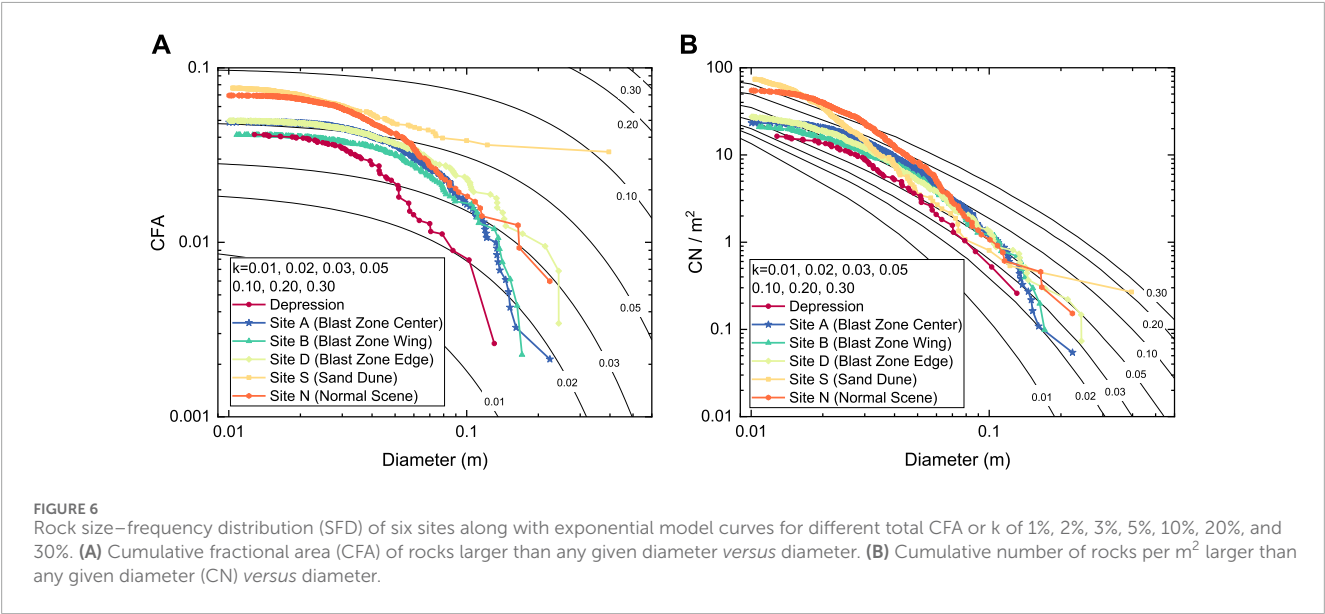 A
CFA
0.1
0.01
0.001
0.01
0.1
Diameter (m)
0.30
0.20
0.10
0.05
0.03
0.02
0.01
k=0.01, 0.02, 0.03, 0.05
0.10, 0.20, 0.30
Depression
Site A (Blast Zone Center)
Site B (Blast Zone Wing)
Site D (Blast Zone Edge)
Site S (Sand Dune)
Site N (Normal Scene)
B
CN / m²
100
10
1
0.1
0.01
0.01
0.1
Diameter (m)
0.30
0.20
0.10
0.05
0.03
0.02
0.01
k=0.01, 0.02, 0.03, 0.05
0.10, 0.20, 0.30
Depression
Site A (Blast Zone Center)
Site B (Blast Zone Wing)
Site D (Blast Zone Edge)
Site S (Sand Dune)
Site N (Normal Scene)
FIGURE 6
Rock size–frequency distribution (SFD) of six sites along with exponential model curves for different total CFA or k of 1%, 2%, 3%, 5%, 10%, 20%, and
30%. (A) Cumulative fractional area (CFA) of rocks larger than any given diameter versus diameter. (B) Cumulative number of rocks per m² larger than
any given diameter (CN) versus diameter.